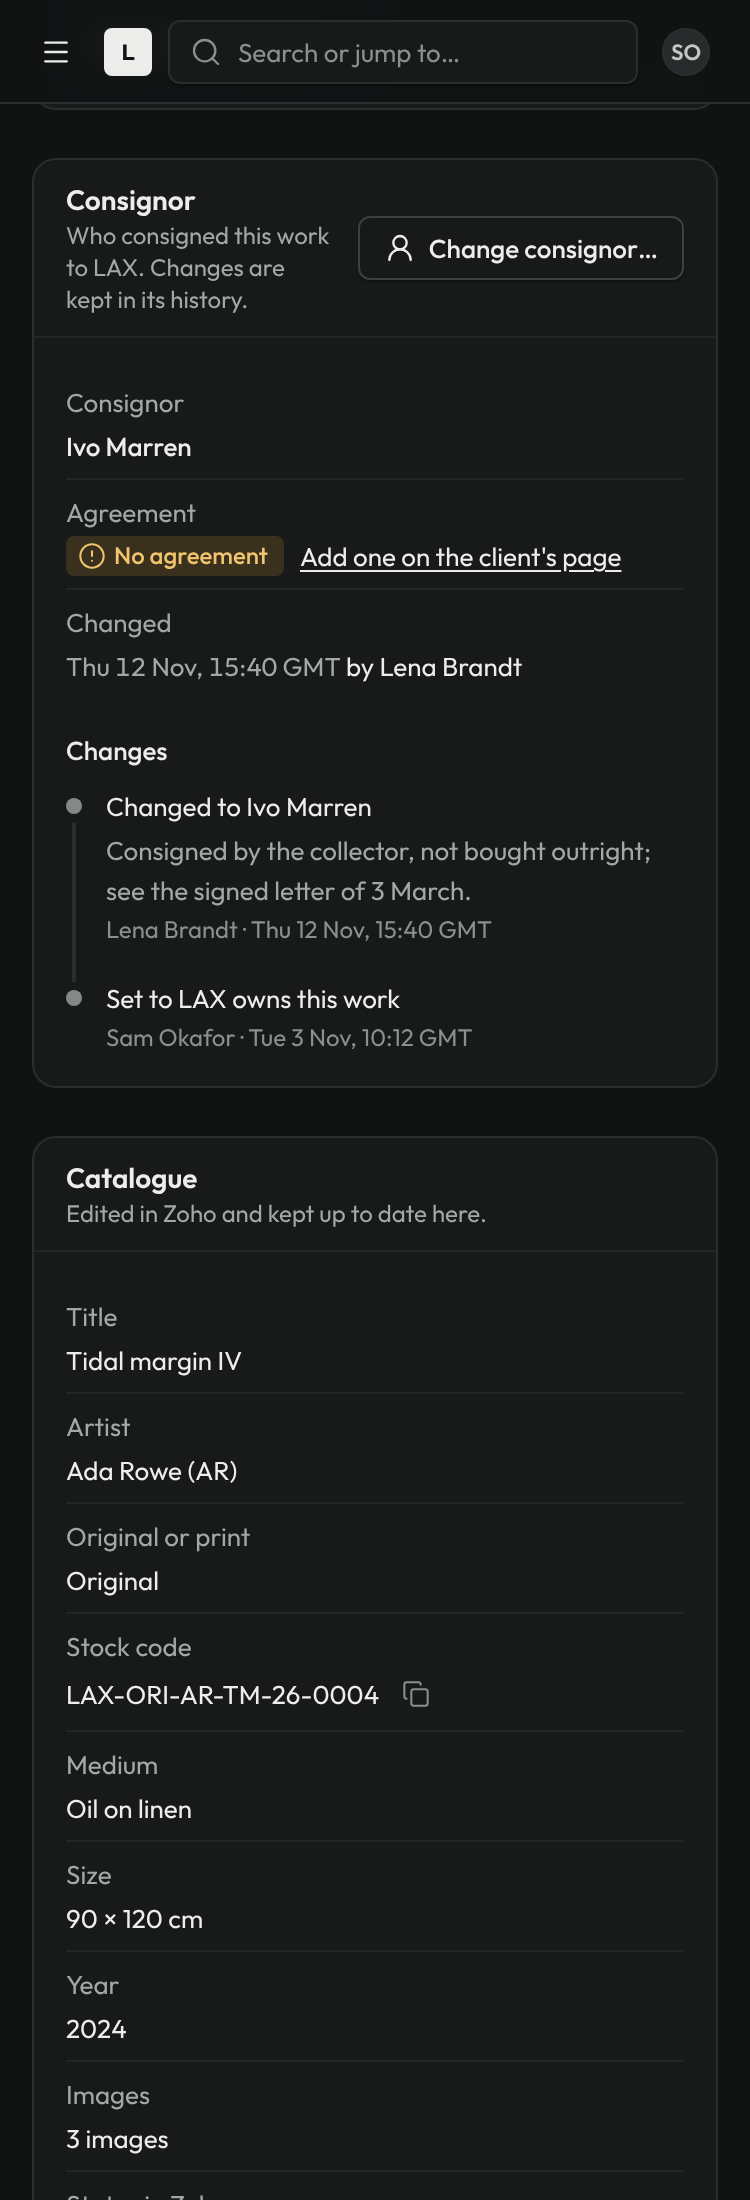 L
Search or jump to...
SO
Consignor
Who consigned this work
to LAX. Changes are
kept in its history.
Change consignor...
Consignor
Ivo Marren
Agreement
No agreement
Add one on the client's page
Changed
Thu 12 Nov, 15:40 GMT by Lena Brandt
Changes
Changed to Ivo Marren
Consigned by the collector, not bought outright;
see the signed letter of 3 March.
Lena Brandt · Thu 12 Nov, 15:40 GMT
Set to LAX owns this work
Sam Okafor · Tue 3 Nov, 10:12 GMT
Catalogue
Edited in Zoho and kept up to date here.
Title
Tidal margin IV
Artist
Ada Rowe (AR)
Original or print
Original
Stock code
LAX-ORI-AR-TM-26-0004
Medium
Oil on linen
Size
90 × 120 cm
Year
2024
Images
3 images